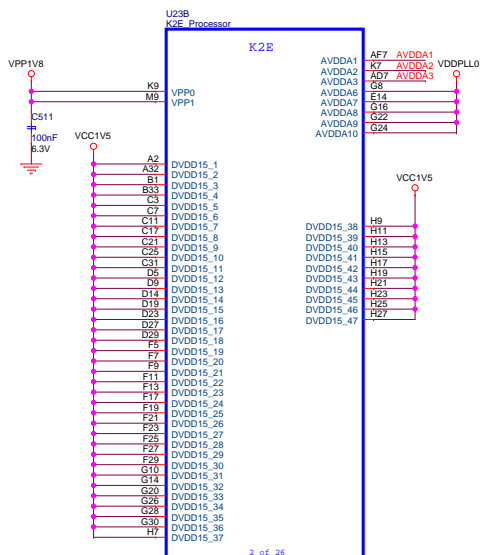 U23B
K2E_Processor
K2E
VPP1V8
K9 VPP0
M9 VPP1
C511
100nF
6.3V
VCC1V5
A2 DVDD15_1
A32 DVDD15_2
B1 DVDD15_3
B33 DVDD15_4
C3 DVDD15_5
C7 DVDD15_6
C11 DVDD15_7
C17 DVDD15_8
C21 DVDD15_9
C25 DVDD15_10
C31 DVDD15_11
D5 DVDD15_12
D9 DVDD15_13
D14 DVDD15_14
D19 DVDD15_15
D23 DVDD15_16
D27 DVDD15_17
D29 DVDD15_18
F5 DVDD15_19
F7 DVDD15_20
F9 DVDD15_21
F11 DVDD15_22
F13 DVDD15_23
F17 DVDD15_24
F19 DVDD15_25
F21 DVDD15_26
F23 DVDD15_27
F25 DVDD15_28
F27 DVDD15_29
F29 DVDD15_30
G10 DVDD15_31
G14 DVDD15_32
G20 DVDD15_33
G26 DVDD15_34
G28 DVDD15_35
G30 DVDD15_36
H7 DVDD15_37
AVDDA1 AF7 AVDDA1
AVDDA2 K7 AVDDA2
AVDDA3 AD7 AVDDA3
VDDPLL0
AVDDA6 G8
AVDDA7 E14
AVDDA8 G16
AVDDA9 G22
AVDDA10 G24
VCC1V5
DVDD15_38 H9
DVDD15_39 H11
DVDD15_40 H13
DVDD15_41 H15
DVDD15_42 H17
DVDD15_43 H19
DVDD15_44 H21
DVDD15_45 H23
DVDD15_46 H25
DVDD15_47 H27
2 of 26